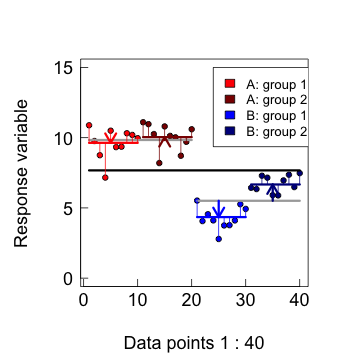 15
A: group 1
A: group 2
B: group 1
B: group 2
10
5
0
Response variable
0
10
20
30
40
Data points 1 : 40